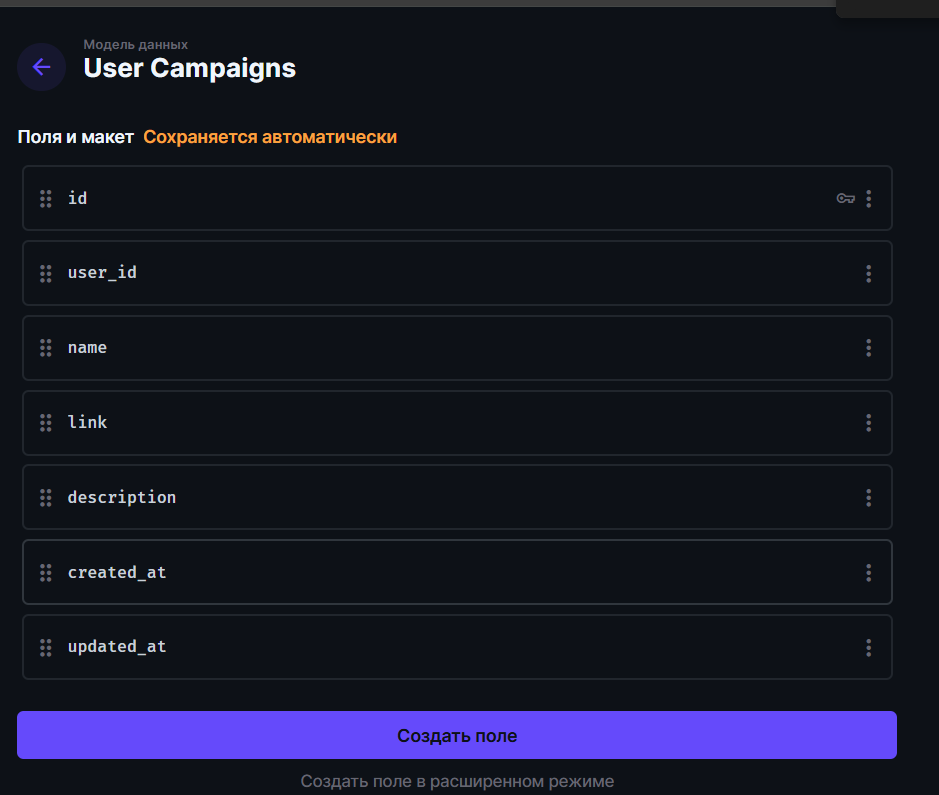 Модель данных
User Campaigns
Поля и макет Сохраняется автоматически
id
user_id
name
link
description
created_at
updated_at
Создать поле
Создать поле в расширенном режиме